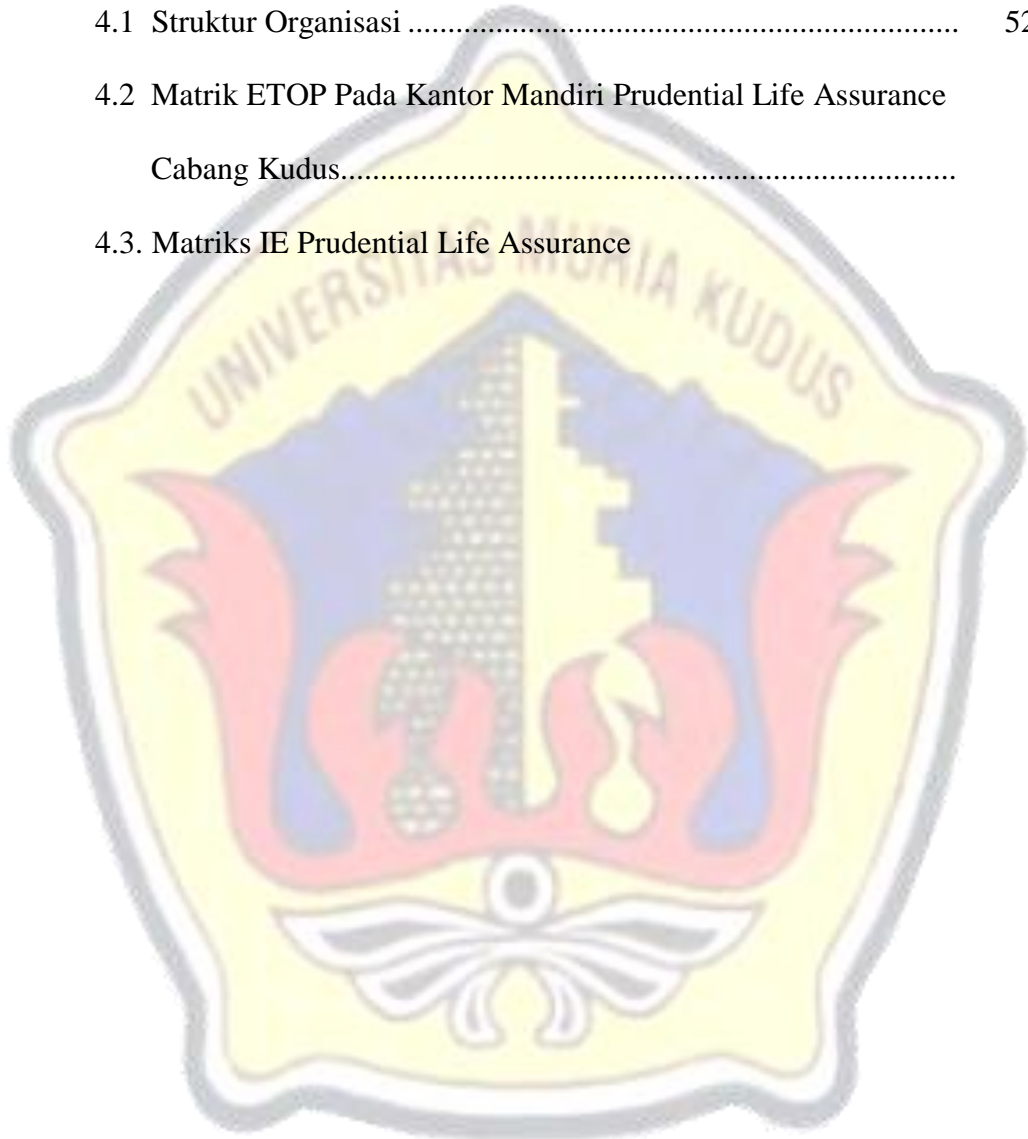 4.1 Struktur Organisasi ...................................................................... 52
4.2 Matrik ETOP Pada Kantor Mandiri Prudential Life Assurance
Cabang Kudus..............................................................................
4.3. Matriks IE Prudential Life Assurance
UNIVERSITAS MURIA KUDUS